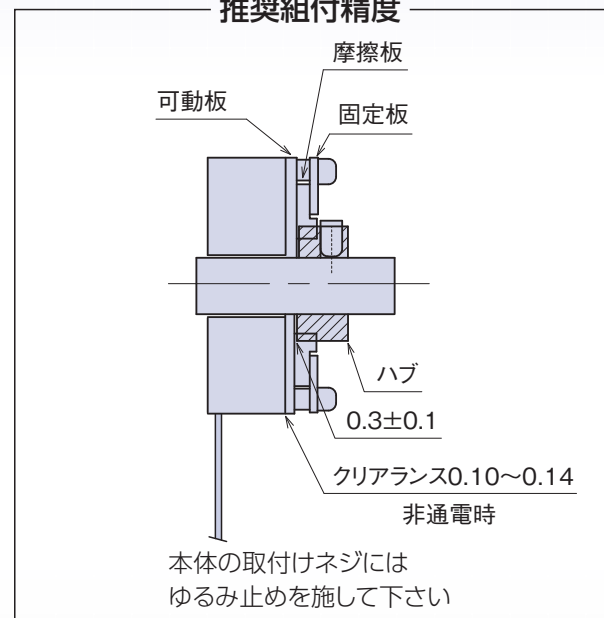 推奨組付精度
摩擦板
可動板
固定板
ハブ
0.3±0.1
クリアランス0.10〜0.14
非通電時
本体の取付けネジには
ゆるみ止めを施して下さい